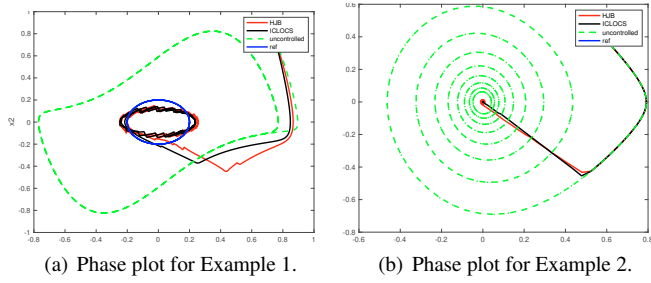 HJB
ICLOCS
uncontrolled
ref
x2
1
0.8
0.6
0.4
0.2
0
-0.2
-0.4
-0.6
-0.8
-1
-0.8 -0.6 -0.4 -0.2 0 0.2 0.4 0.6 0.8 1
(a) Phase plot for Example 1.
HJB
ICLOCS
uncontrolled
ref
0.6
0.4
0.2
0
-0.2
-0.4
-0.6
-0.8
-0.6 -0.4 -0.2 0 0.2 0.4 0.6 0.8
(b) Phase plot for Example 2.